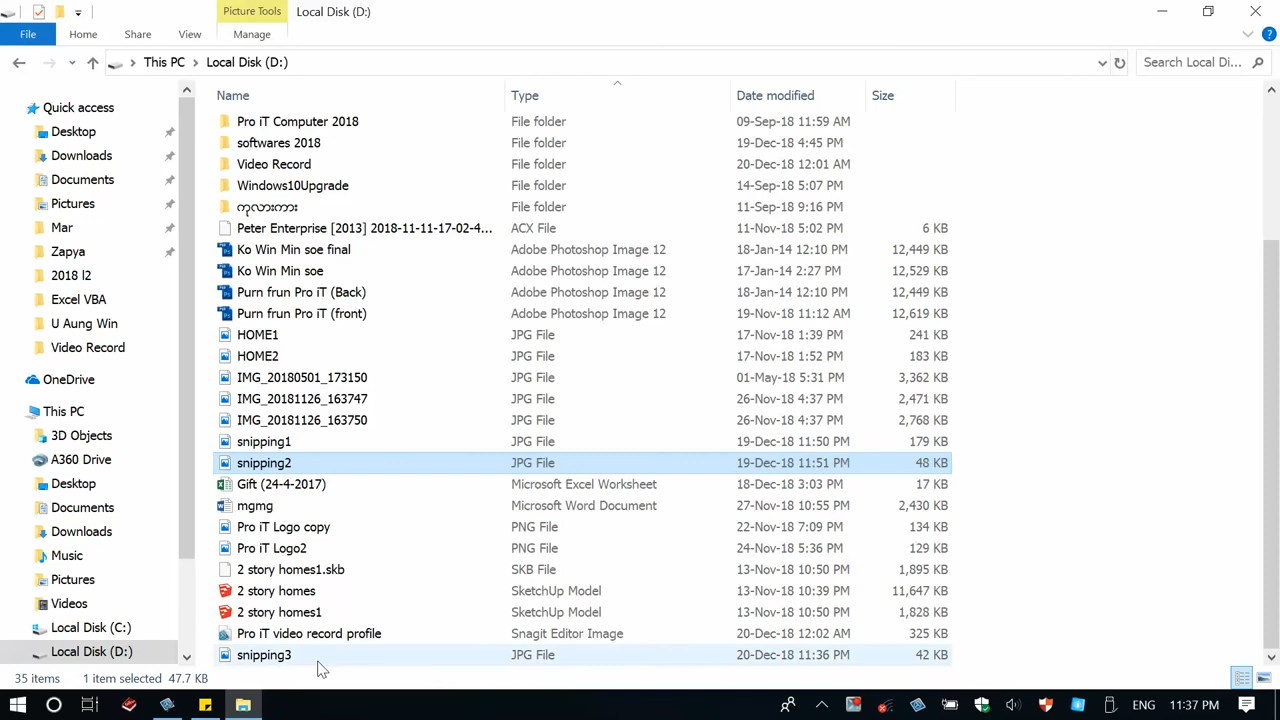 Picture Tools
Local Disk (D:)
File
Home
Share
View
Manage
This PC
Local Disk (D:)
Search Local Di...
Name
Type
Date modified
Size
Pro iT Computer 2018 File folder 09-Sep-18 11:59 AM
softwares 2018 File folder 19-Dec-18 4:45 PM
Video Record File folder 20-Dec-18 12:01 AM
Windows10Upgrade File folder 14-Sep-18 5:07 PM
ကုလားကား File folder 11-Sep-18 9:16 PM
Peter Enterprise [2013] 2018-11-11-17-02-4... ACX File 11-Nov-18 5:02 PM 6 KB
Ko Win Min soe final Adobe Photoshop Image 12 18-Jan-14 12:10 PM 12,449 KB
Ko Win Min soe Adobe Photoshop Image 12 17-Jan-14 2:27 PM 12,529 KB
Purn frun Pro iT (Back) Adobe Photoshop Image 12 18-Jan-14 12:10 PM 12,449 KB
Purn frun Pro iT (front) Adobe Photoshop Image 12 19-Nov-18 11:12 AM 12,619 KB
HOME1 JPG File 17-Nov-18 1:39 PM 241 KB
HOME2 JPG File 17-Nov-18 1:52 PM 183 KB
IMG_20180501_173150 JPG File 01-May-18 5:31 PM 3,362 KB
IMG_20181126_163747 JPG File 26-Nov-18 4:37 PM 2,471 KB
IMG_20181126_163750 JPG File 26-Nov-18 4:37 PM 2,768 KB
snipping1 JPG File 19-Dec-18 11:50 PM 179 KB
snipping2 JPG File 19-Dec-18 11:51 PM 48 KB
Gift (24-4-2017) Microsoft Excel Worksheet 18-Dec-18 3:03 PM 17 KB
mgmg Microsoft Word Document 27-Nov-18 10:55 PM 2,430 KB
Pro iT Logo copy PNG File 22-Nov-18 7:09 PM 134 KB
Pro iT Logo2 PNG File 24-Nov-18 5:36 PM 129 KB
2 story homes1.skb SKB File 13-Nov-18 10:50 PM 1,895 KB
2 story homes SketchUp Model 13-Nov-18 10:39 PM 11,647 KB
2 story homes1 SketchUp Model 13-Nov-18 10:50 PM 1,828 KB
Pro iT video record profile Snagit Editor Image 20-Dec-18 12:02 AM 325 KB
snipping3 JPG File 20-Dec-18 11:36 PM 42 KB
Quick access
Desktop
Downloads
Documents
Pictures
Mar
Zapya
2018 l2
Excel VBA
U Aung Win
Video Record
OneDrive
This PC
3D Objects
A360 Drive
Desktop
Documents
Downloads
Music
Pictures
Videos
Local Disk (C:)
Local Disk (D:)
35 items
1 item selected 47.7 KB
ENG
11:37 PM